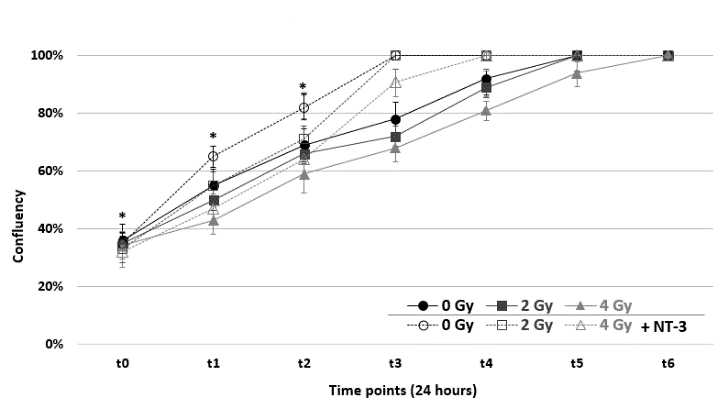 100%
80%
60%
40%
20%
0%
Confluency
*
*
*
0 Gy 2 Gy 4 Gy
0 Gy 2 Gy 4 Gy + NT-3
t0 t1 t2 t3 t4 t5 t6
Time points (24 hours)